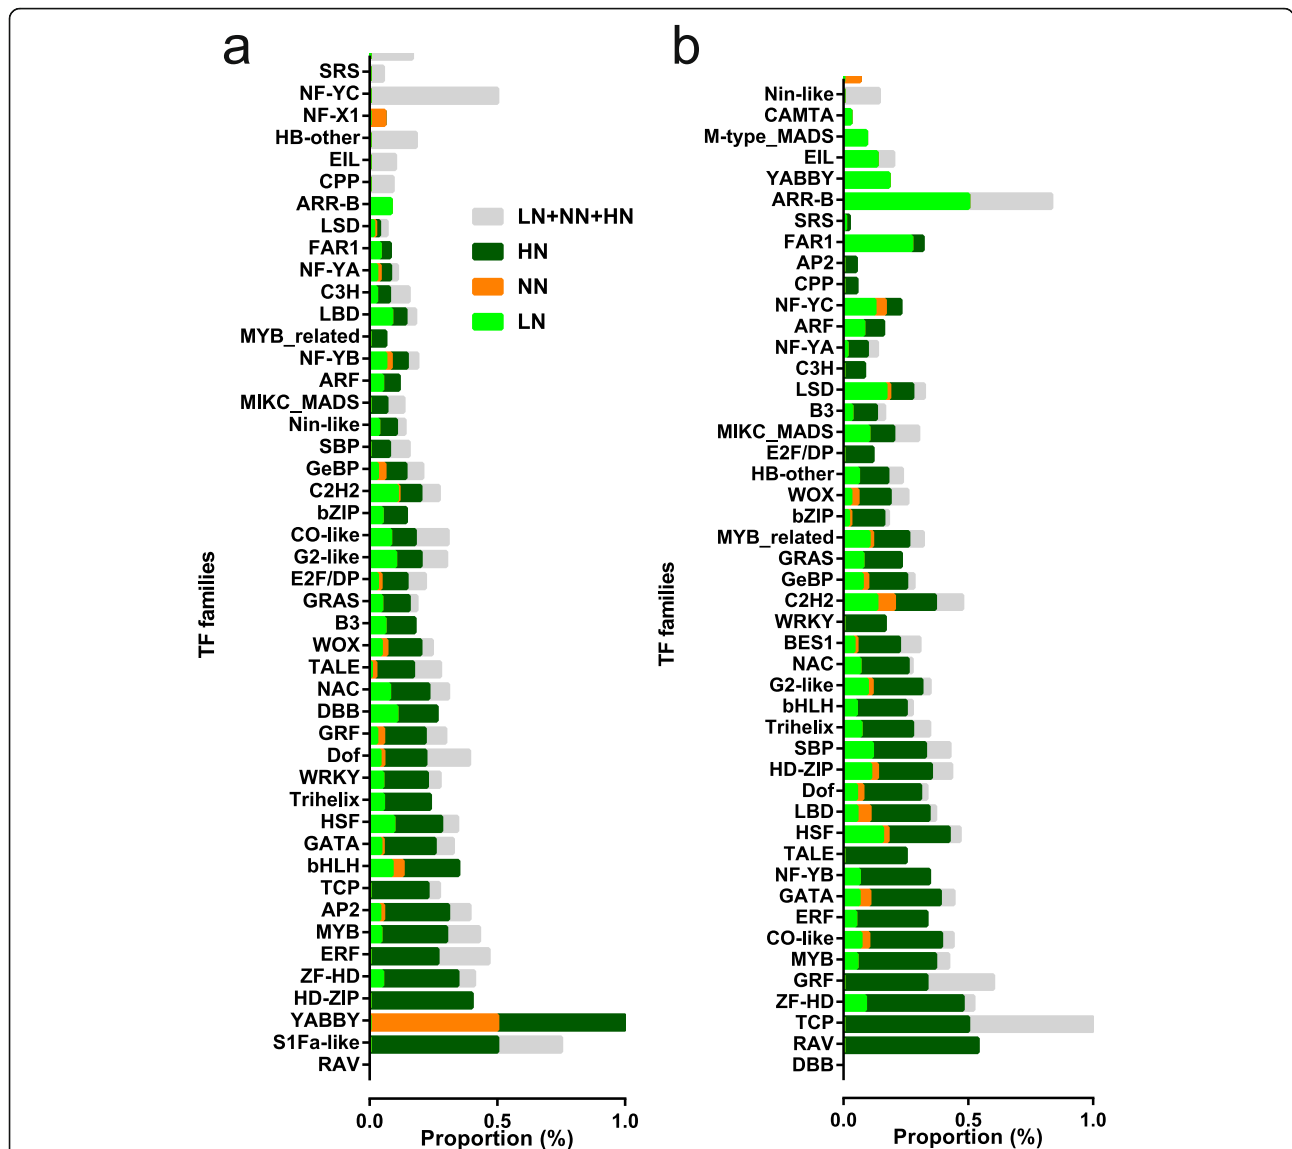 a
SRS
NF-YC
NF-X1
HB-other
EIL
CPP
ARR-B
LSD
FAR1
NF-YA
C3H
LBD
MYB_related
NF-YB
ARF
MIKC_MADS
Nin-like
SBP
GeBP
C2H2
bZIP
CO-like
G2-like
E2F/DP
GRAS
B3
WOX
TALE
NAC
DBB
GRF
Dof
WRKY
Trihelix
HSF
GATA
bHLH
TCP
AP2
MYB
ERF
ZF-HD
HD-ZIP
YABBY
S1Fa-like
RAV
TF families
0.0 0.5 1.0
Proportion (%)
LN+NN+HN
HN
NN
LN
b
Nin-like
CAMTA
M-type_MADS
EIL
YABBY
ARR-B
SRS
FAR1
AP2
CPP
NF-YC
ARF
NF-YA
C3H
LSD
B3
MIKC_MADS
E2F/DP
HB-other
WOX
bZIP
MYB_related
GRAS
GeBP
C2H2
WRKY
BES1
NAC
G2-like
bHLH
Trihelix
SBP
HD-ZIP
Dof
LBD
HSF
TALE
NF-YB
GATA
ERF
CO-like
MYB
GRF
ZF-HD
TCP
RAV
DBB
TF families
0.0 0.5 1.0
Proportion (%)